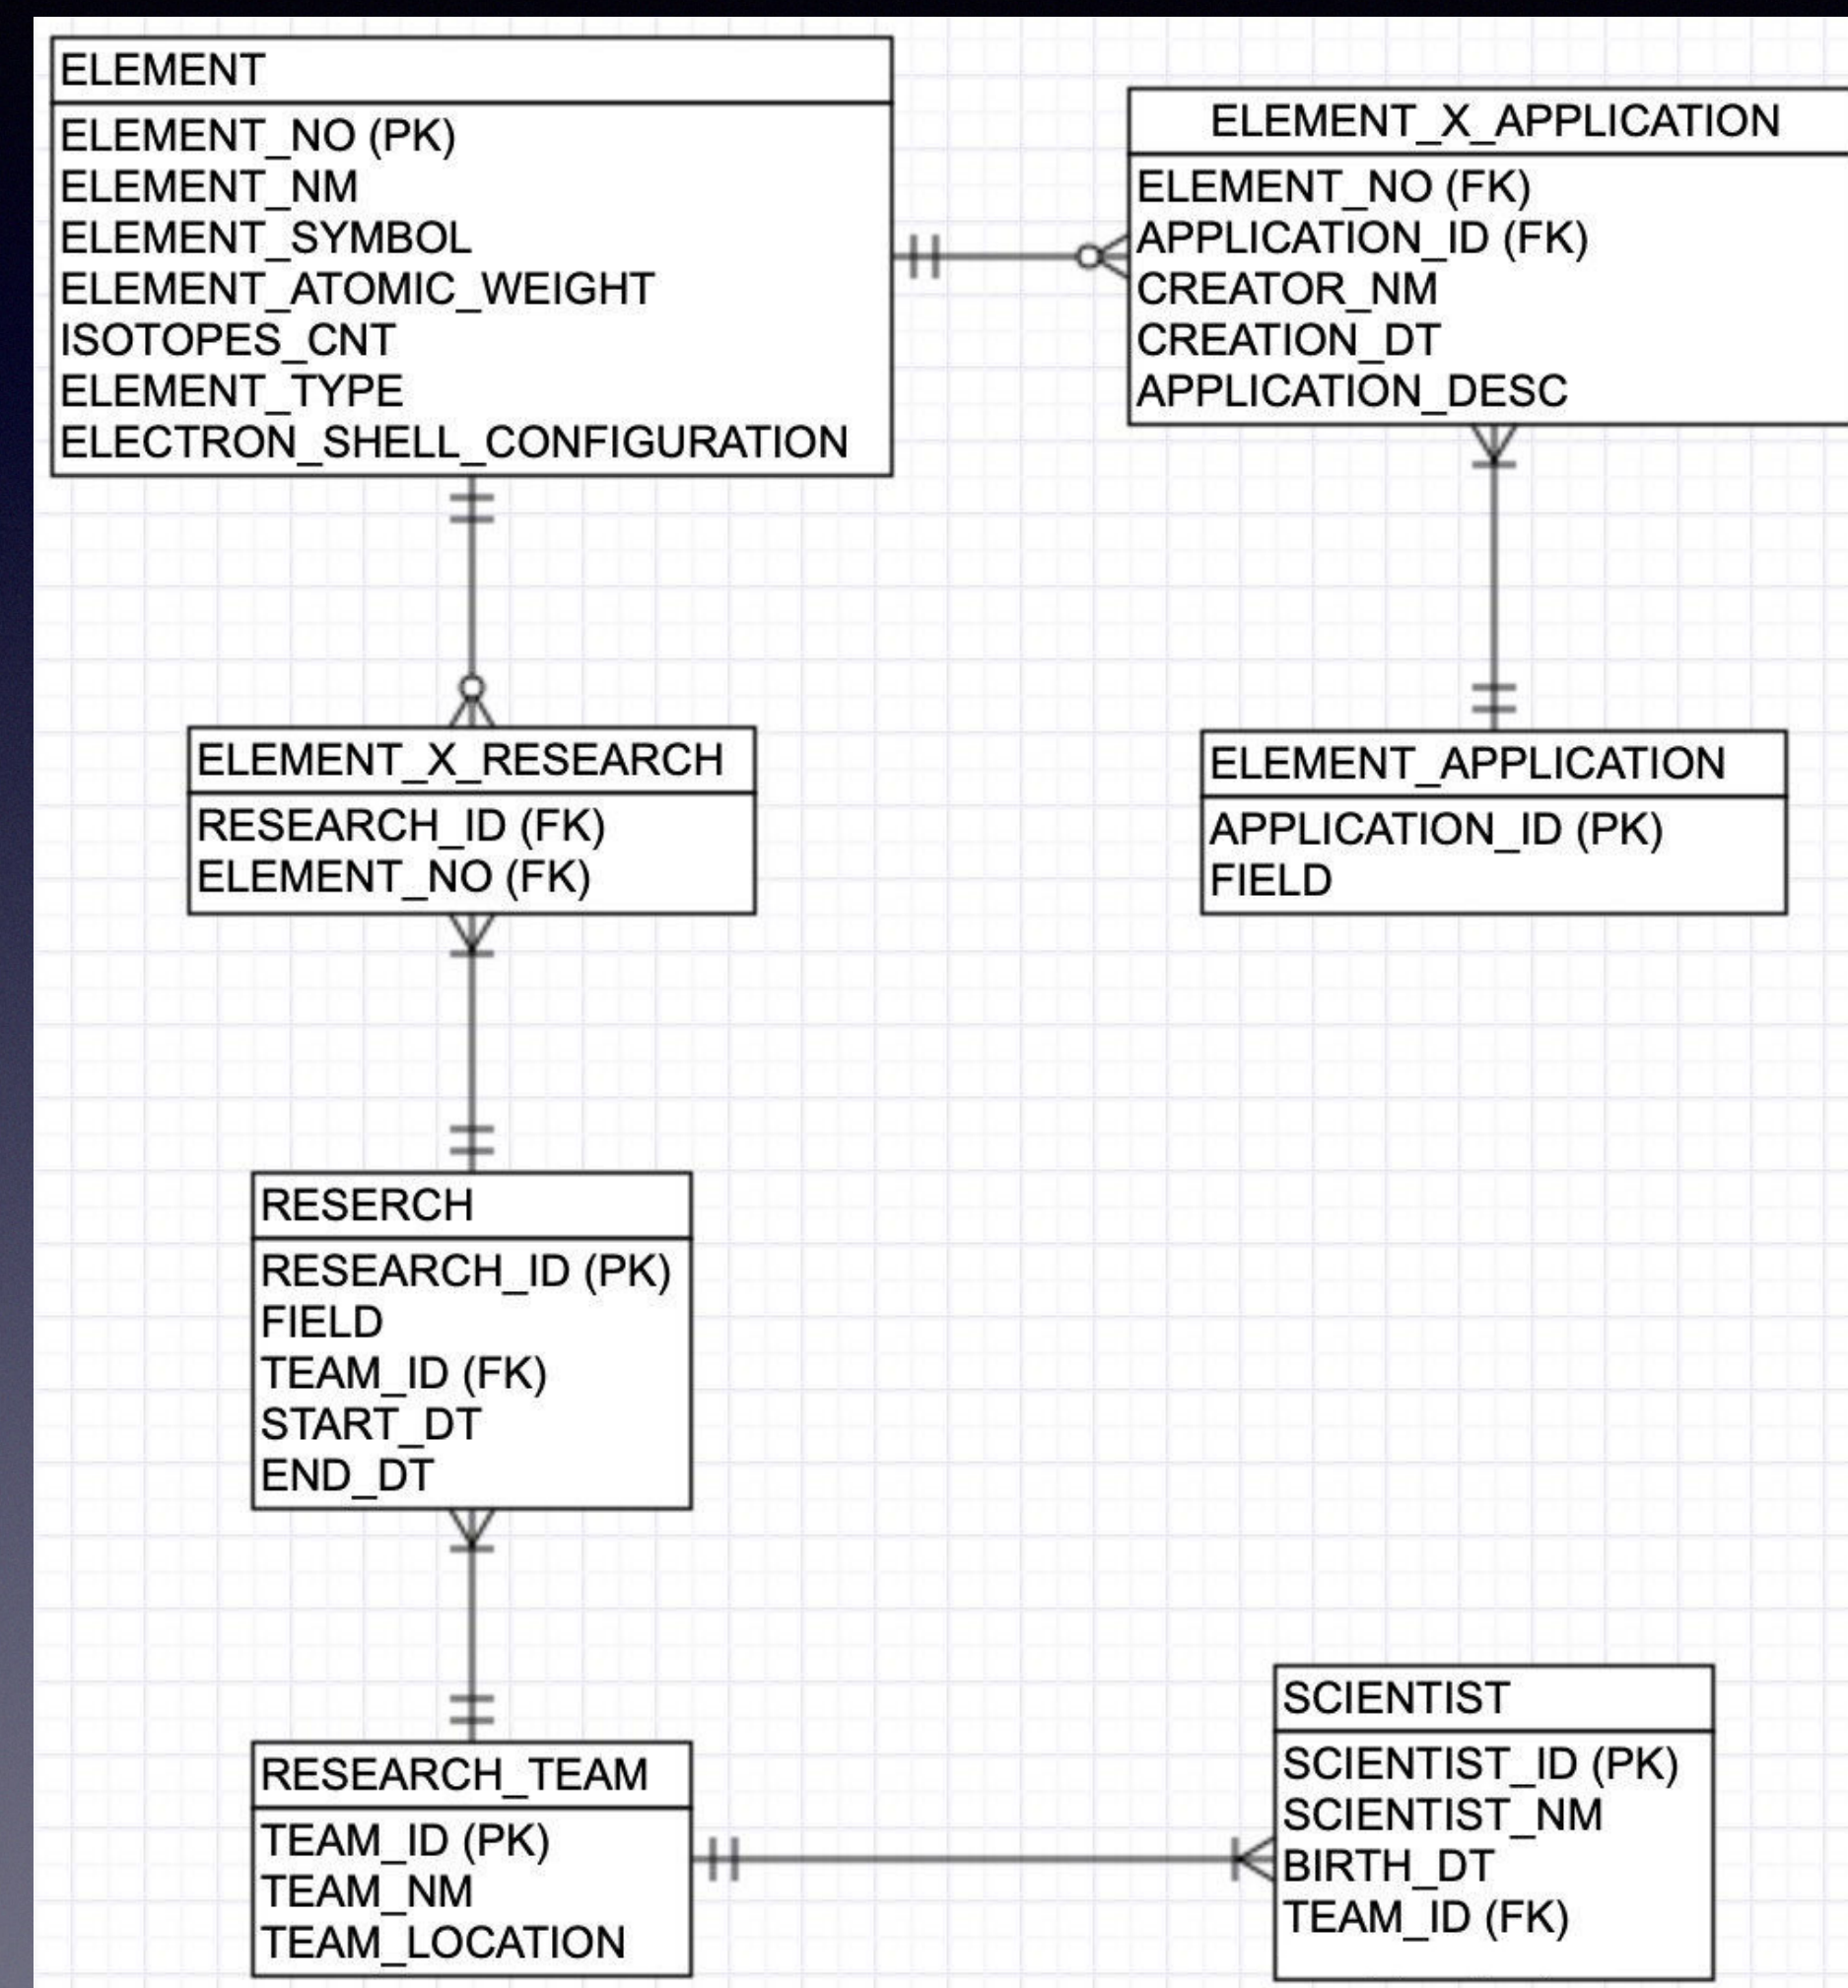 ELEMENT
ELEMENT_NO (PK)
ELEMENT_NM
ELEMENT_SYMBOL
ELEMENT_ATOMIC_WEIGHT
ISOTOPES_CNT
ELEMENT_TYPE
ELECTRON_SHELL_CONFIGURATION
ELEMENT_X_APPLICATION
ELEMENT_NO (FK)
APPLICATION_ID (FK)
CREATOR_NM
CREATION_DT
APPLICATION_DESC
ELEMENT_X_RESEARCH
RESEARCH_ID (FK)
ELEMENT_NO (FK)
ELEMENT_APPLICATION
APPLICATION_ID (PK)
FIELD
RESERCH
RESEARCH_ID (PK)
FIELD
TEAM_ID (FK)
START_DT
END_DT
RESEARCH_TEAM
TEAM_ID (PK)
TEAM_NM
TEAM_LOCATION
SCIENTIST
SCIENTIST_ID (PK)
SCIENTIST_NM
BIRTH_DT
TEAM_ID (FK)